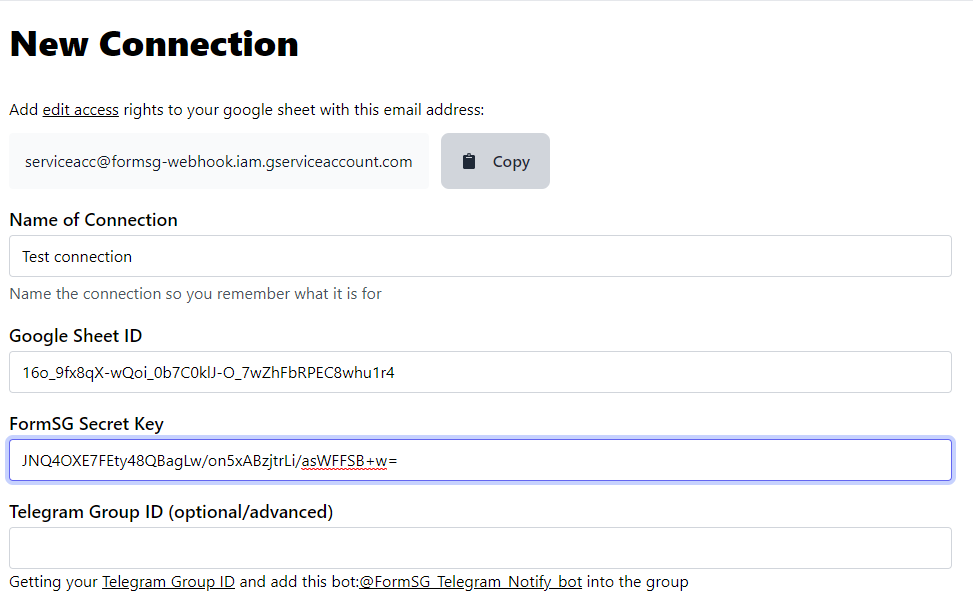 New Connection
Add edit access rights to your google sheet with this email address:
serviceacc@formsg-webhook.iam.gserviceaccount.com
Copy
Name of Connection
Test connection
Name the connection so you remember what it is for
Google Sheet ID
16o_9fx8qX-wQoi_0b7C0klJ-O_7wZhFbRPEC8whu1r4
FormSG Secret Key
JNQ4OXE7FEty48QBagLw/on5xABzjtrLi/asWFFSB+w=
Telegram Group ID (optional/advanced)
Getting your Telegram Group ID and add this bot:@FormSG_Telegram_Notify_bot into the group